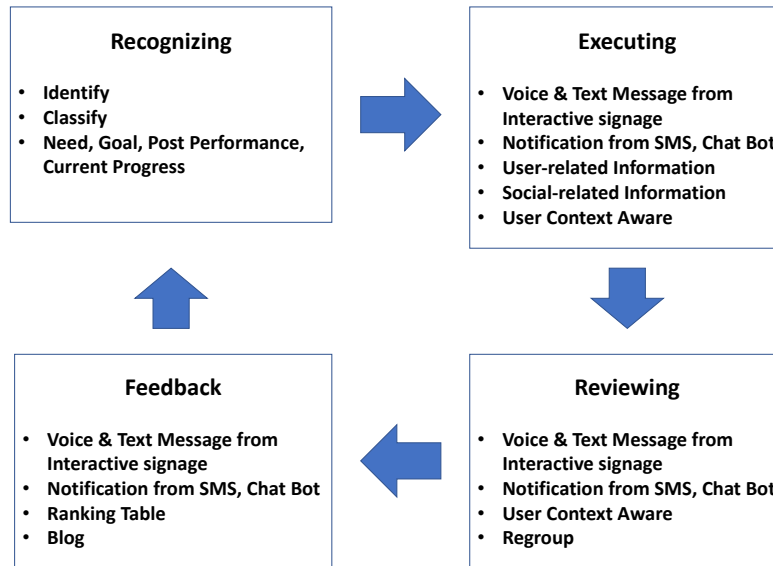 Recognizing
• Identify
• Classify
• Need, Goal, Post Performance,
Current Progress
Executing
• Voice & Text Message from
Interactive signage
• Notification from SMS, Chat Bot
• User-related Information
• Social-related Information
• User Context Aware
Feedback
• Voice & Text Message from
Interactive signage
• Notification from SMS, Chat Bot
• Ranking Table
• Blog
Reviewing
• Voice & Text Message from
Interactive signage
• Notification from SMS, Chat Bot
• User Context Aware
• Regroup